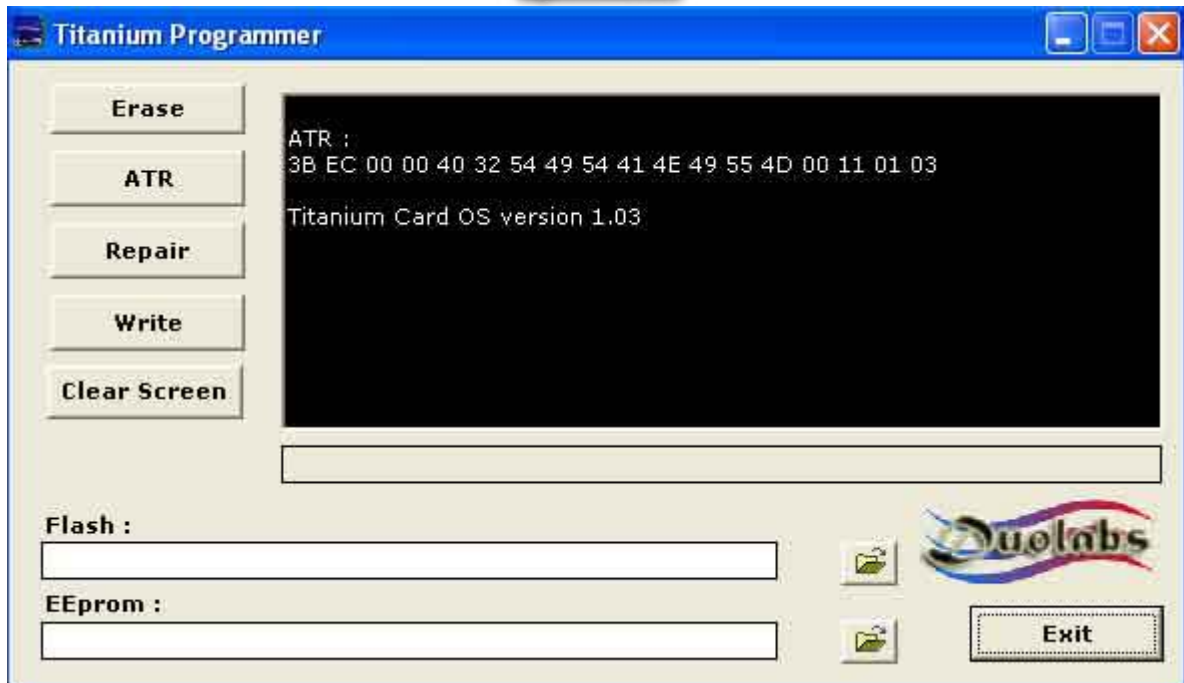 Titanium Programmer
Erase
ATR
Repair
Write
Clear Screen
ATR :
3B EC 00 00 40 32 54 49 54 41 4E 49 55 4D 00 11 01 03
Titanium Card OS version 1.03
Flash :
EEprom :
Duolabs
Exit